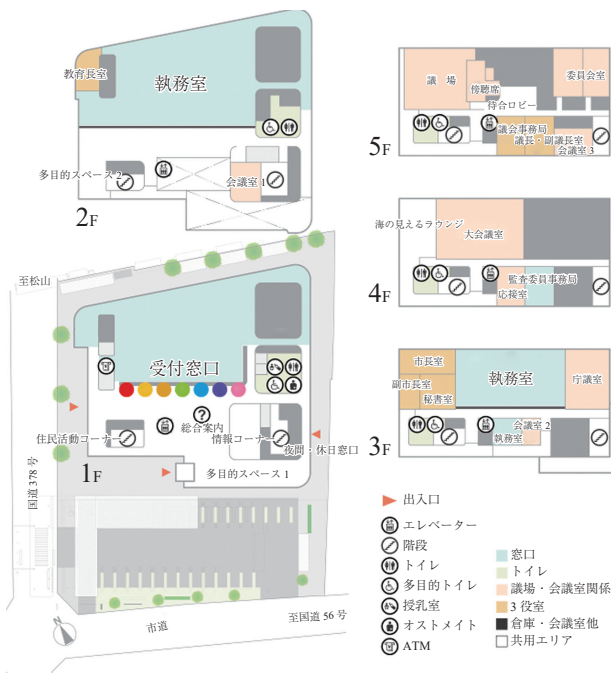 教育長室
執務室
多目的スペース2
会議室1
2F
至松山
受付窓口
?
総合案内
住民活動コーナー
情報コーナー
夜間・休日窓口
1F
多目的スペース1
国道378号
市道
至国道56号
議場
傍聴席
委員会室
待合ロビー
議会事務局
議長・副議長室
会議室3
5F
海の見えるラウンジ
大会議室
監査委員事務局
応接室
4F
市長室
副市長室
秘書室
執務室
庁議室
会議室2
執務室
3F
出入口
エレベーター
階段
トイレ
多目的トイレ
授乳室
オストメイト
ATM
窓口
トイレ
議場・会議室関係
3役室
倉庫・会議室他
共用エリア